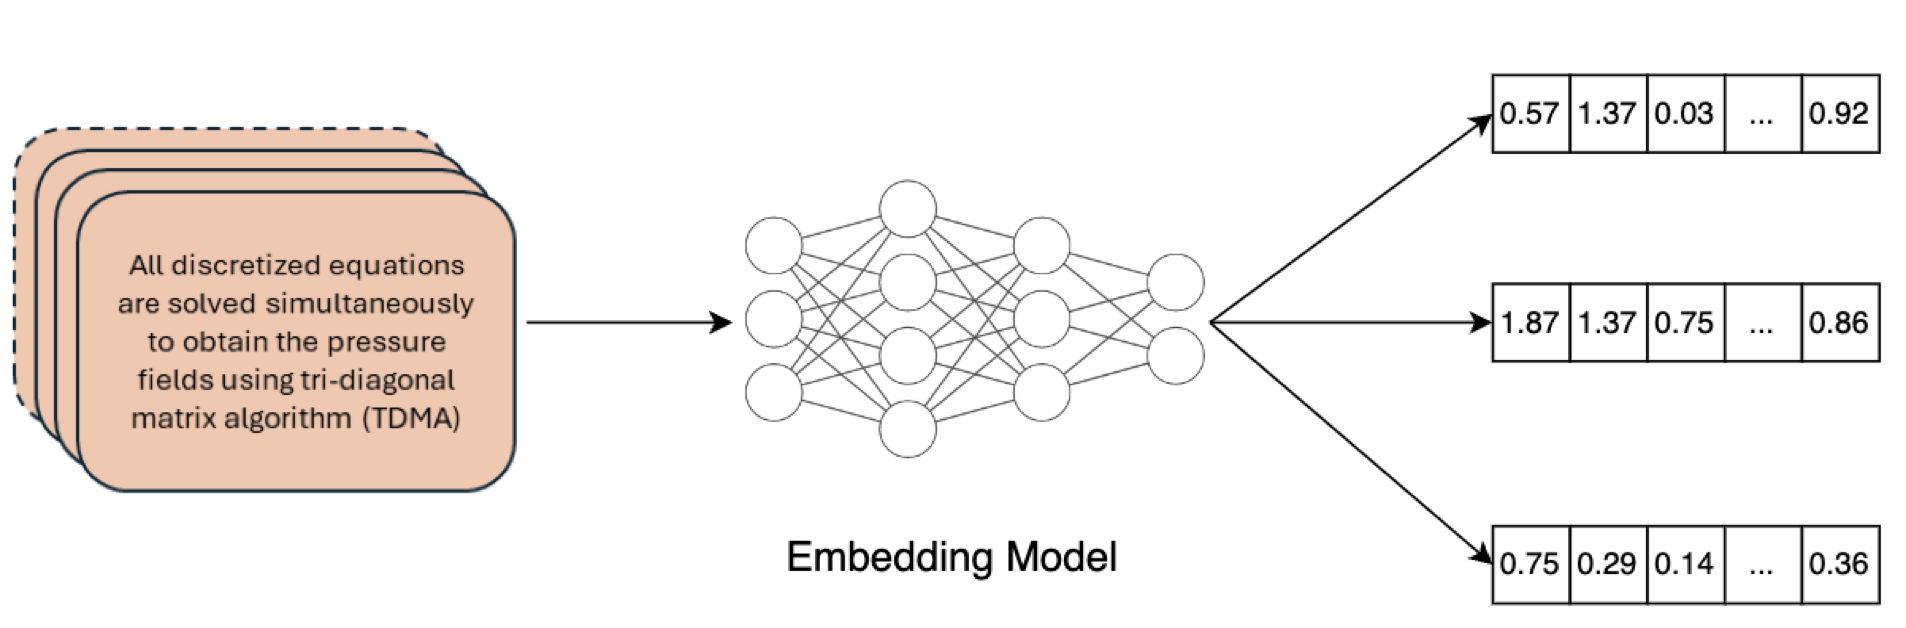 All discretized equations
are solved simultaneously
to obtain the pressure
fields using tri-diagonal
matrix algorithm (TDMA)
Embedding Model
0.57 1.37 0.03 ... 0.92
1.87 1.37 0.75 ... 0.86
0.75 0.29 0.14 ... 0.36